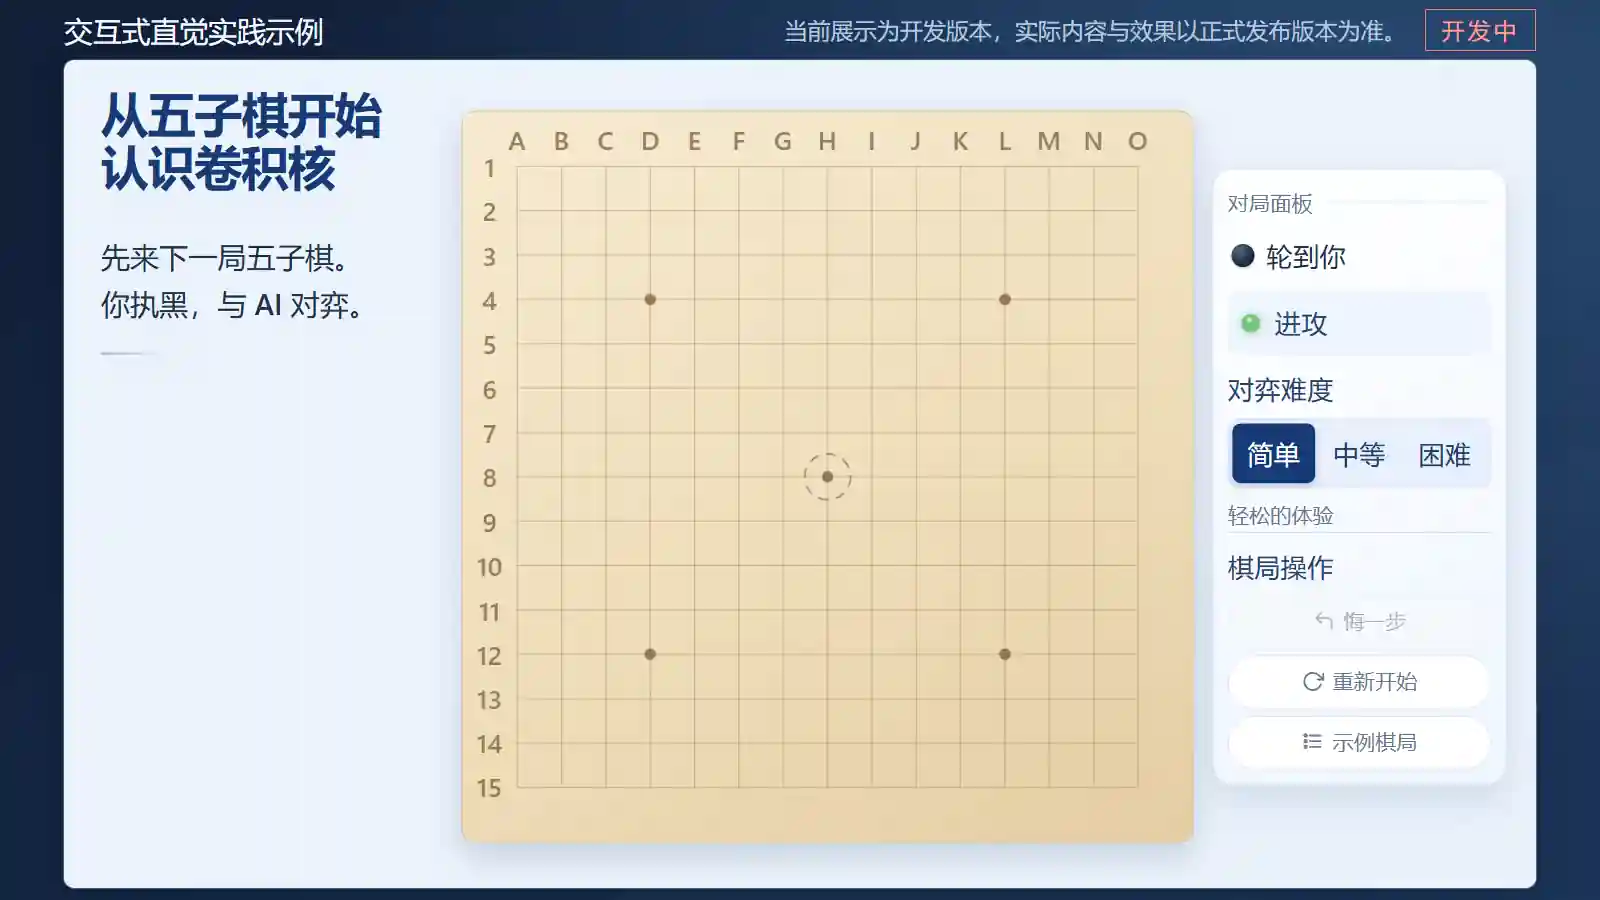 交互式直觉实践示例
当前展示为开发版本，实际内容与效果以正式发布版本为准。
开发中
从五子棋开始
认识卷积核
先来下一局五子棋。
你执黑，与 AI 对弈。
A B C D E F G H I J K L M N O
1
2
3
4
5
6
7
8
9
10
11
12
13
14
15
对局面板
轮到你
进攻
对弈难度
简单 中等 困难
轻松的体验
棋局操作
悔一步
重新开始
示例棋局